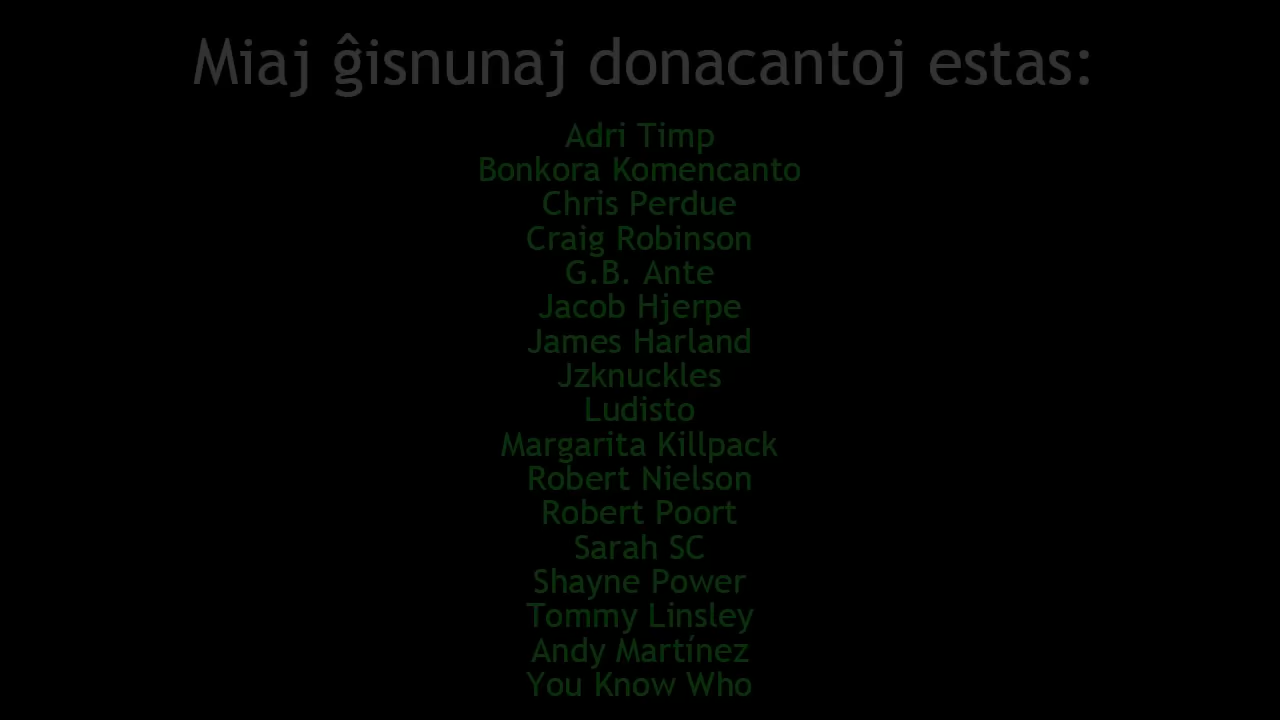 Miaj ĝisnunaj donacantoj estas:
Adri Timp
Bonkora Komencanto
Chris Perdue
Craig Robinson
G.B. Ante
Jacob Hjerpe
James Harland
Jzknuckles
Ludisto
Margarita Killpack
Robert Nielson
Robert Poort
Sarah SC
Shayne Power
Tommy Linsley
Andy Martínez
You Know Who